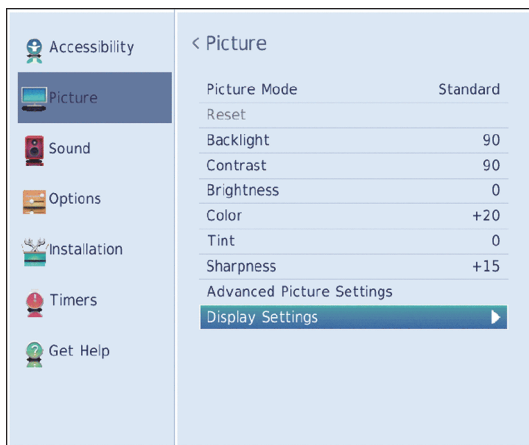 Accessibility
Picture
Sound
Options
Installation
Timers
Get Help
< Picture
Picture Mode Standard
Reset
Backlight 90
Contrast 90
Brightness 0
Color +20
Tint 0
Sharpness +15
Advanced Picture Settings
Display Settings